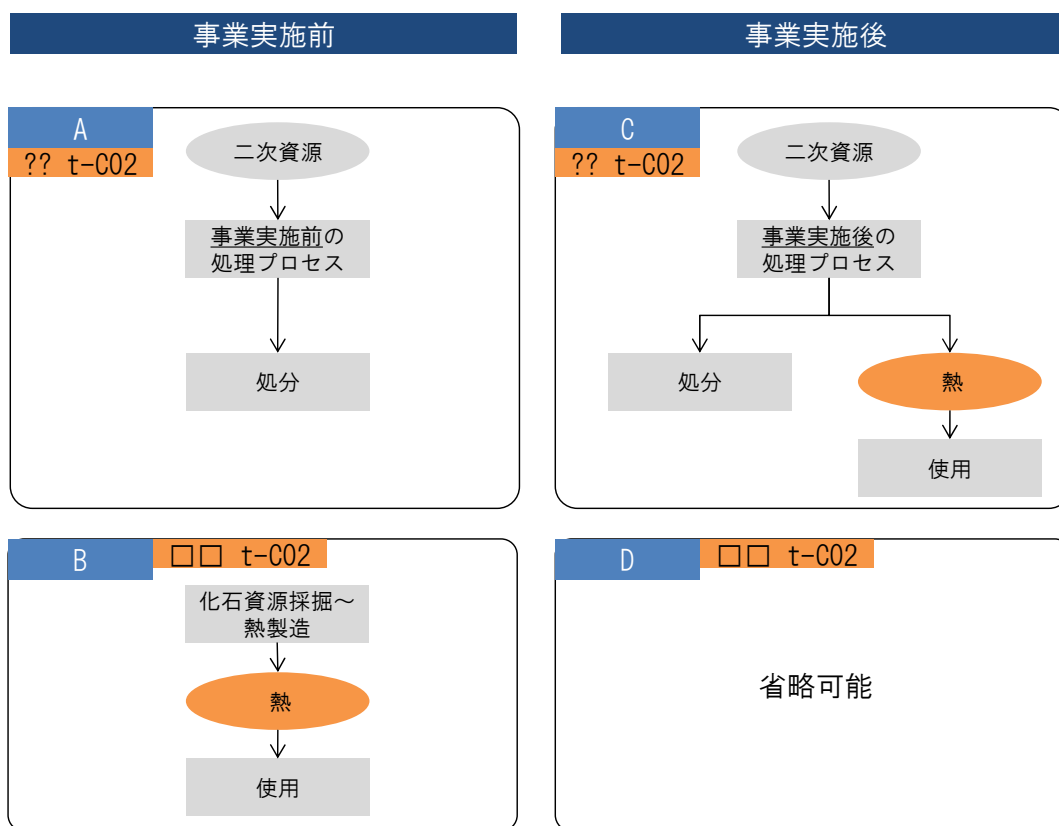 事業実施前
事業実施後
A
?? t-CO2
二次資源
事業実施前の
処理プロセス
処分
C
?? t-CO2
二次資源
事業実施後の
処理プロセス
処分
熱
使用
B
□□ t-CO2
化石資源採掘～
熱製造
熱
使用
D
□□ t-CO2
省略可能